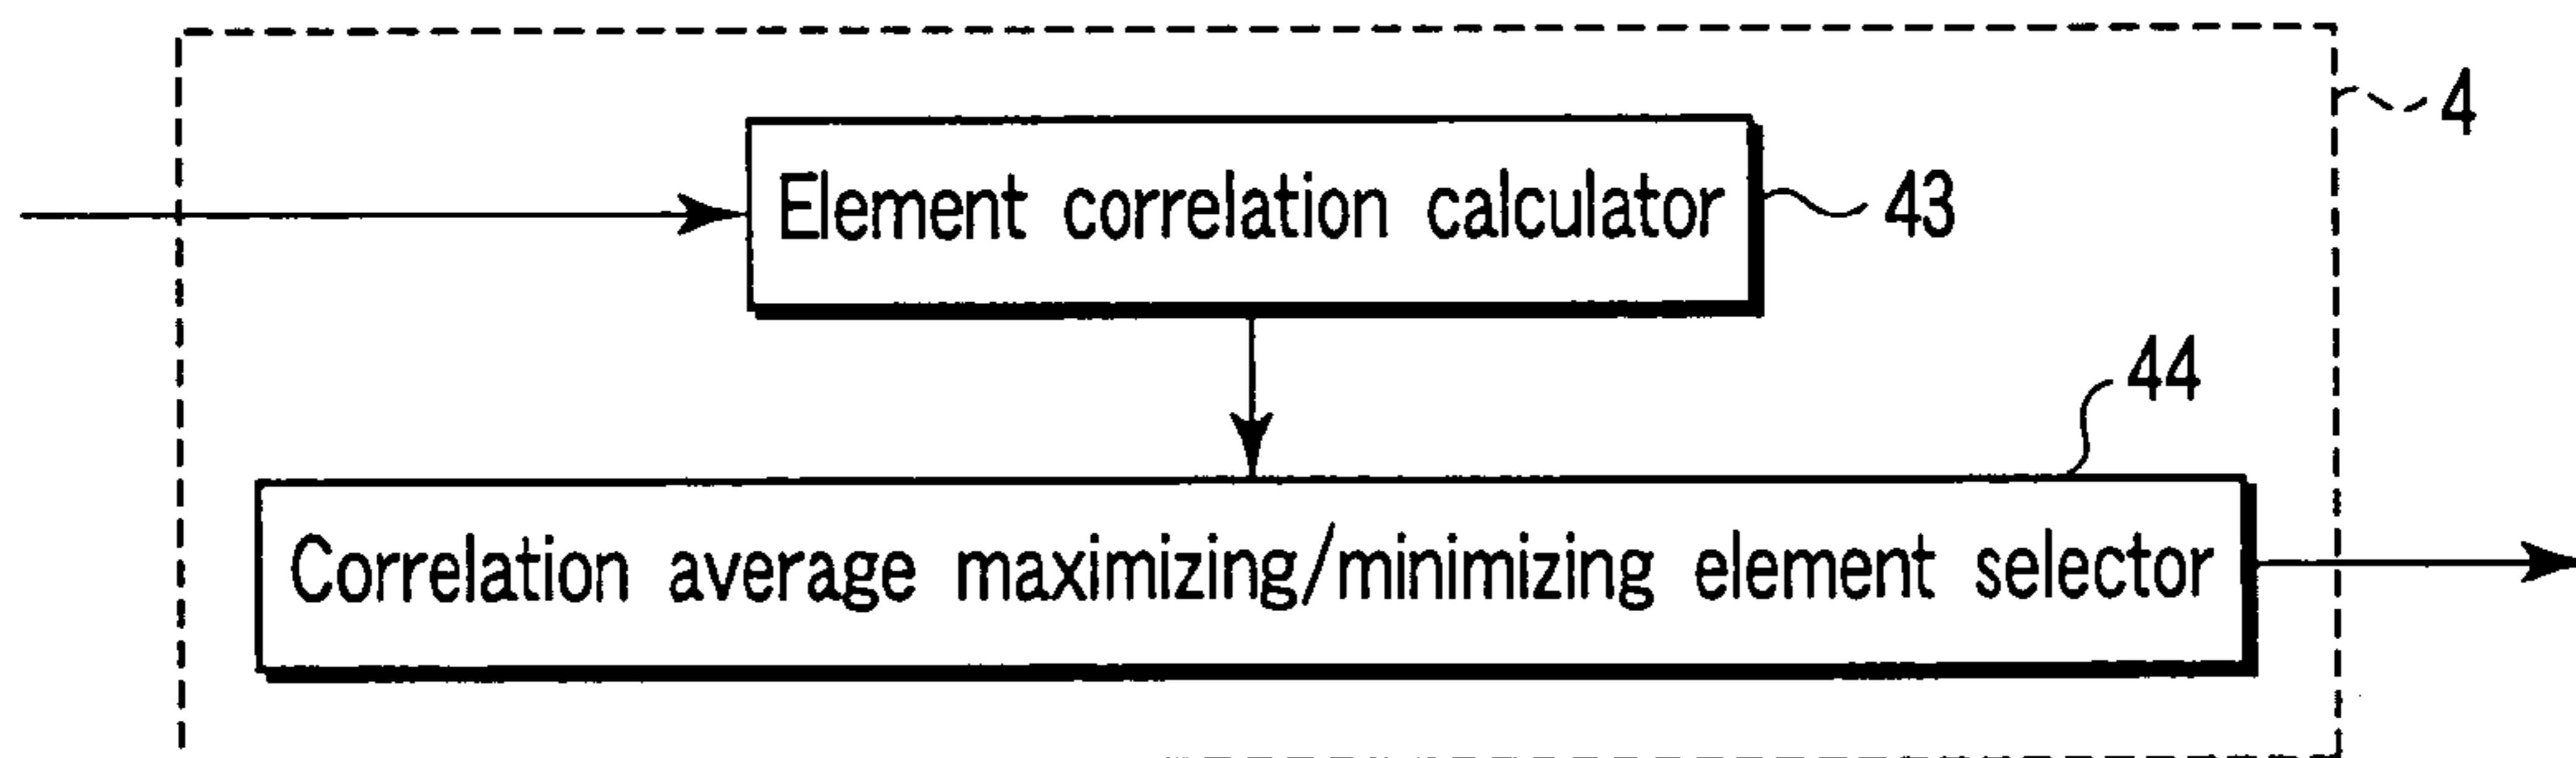 4
Element correlation calculator
43
44
Correlation average maximizing/minimizing element selector